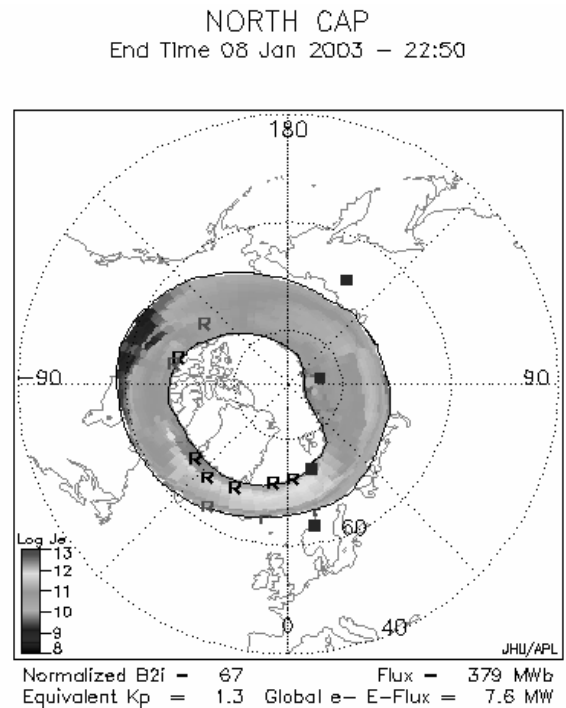 NORTH CAP
End Time 08 Jan 2003 – 22:50
180
R
R
-90
90
R
R
R
R
R
R
60
Log Je
13
12
11
10
9
8
0
40
JHU/APL
Normalized B2i = 67 Flux = 379 MWb
Equivalent Kp = 1.3 Global e- E-Flux = 7.6 MW